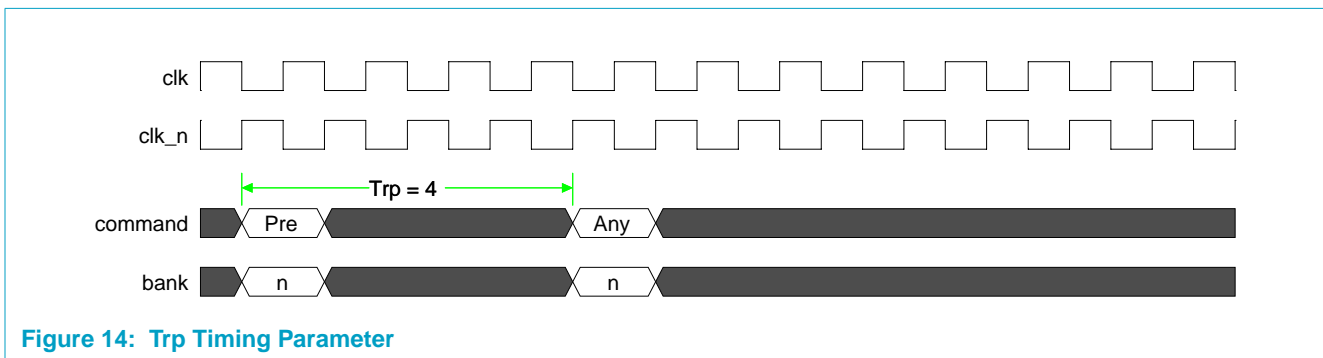 clk
clk_n
Trp = 4
command Pre Any
bank n n
Figure 14: Trp Timing Parameter